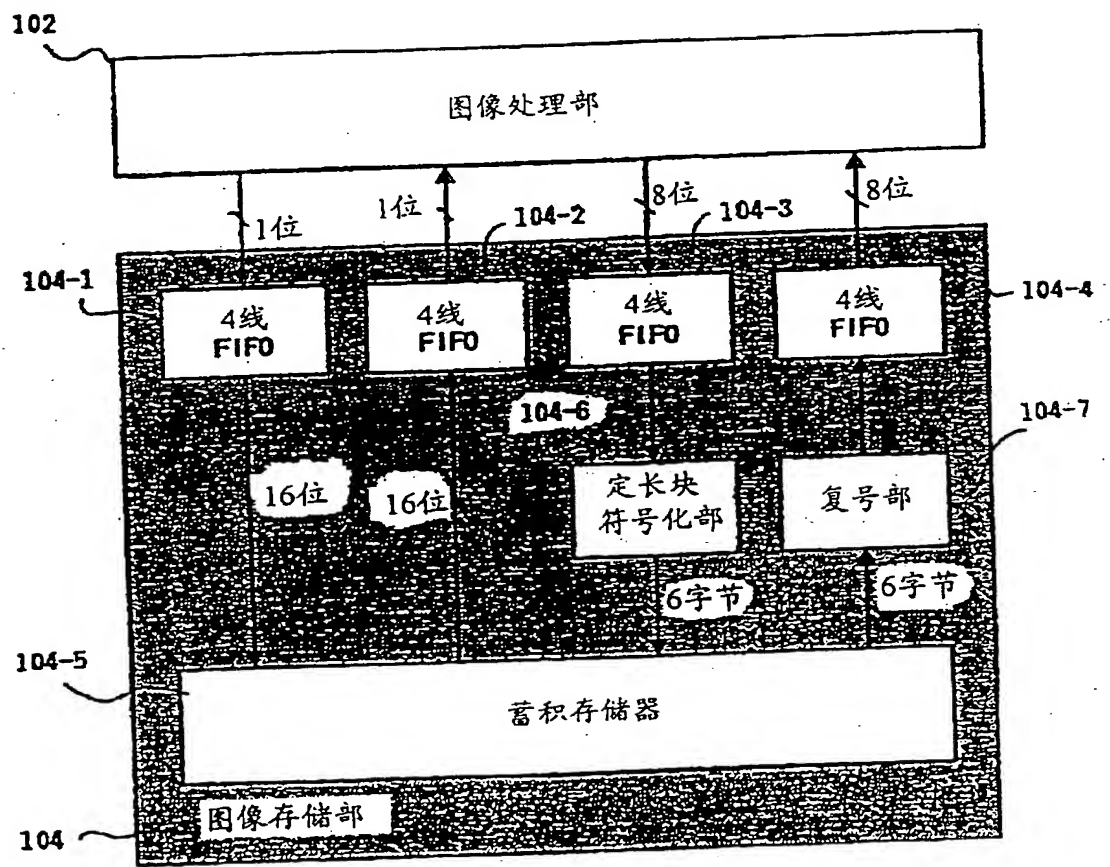 102
图像处理部
1位
1位
8位
8位
104-2
104-3
104-1
104-4
4线
FIFO
4线
FIFO
4线
FIFO
4线
FIFO
104-6
104-7
16位
16位
定长块
符号化部
复号部
6字节
6字节
104-5
蓄积存储器
图像存储部
104